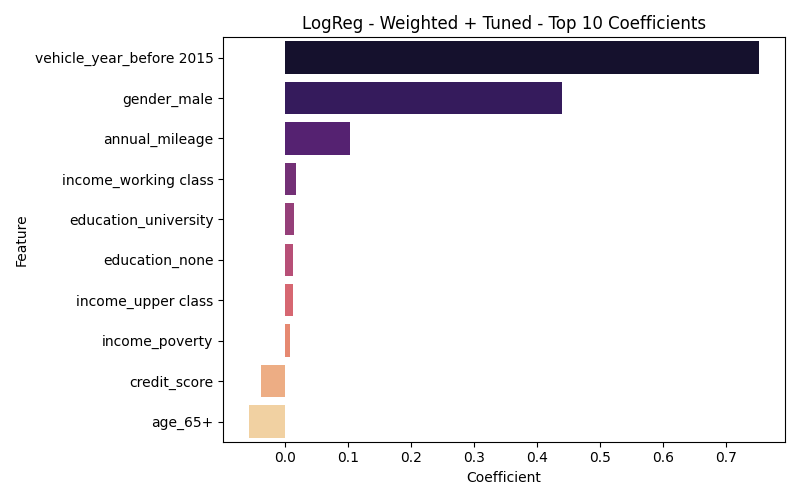 LogReg - Weighted + Tuned - Top 10 Coefficients
vehicle_year_before 2015
gender_male
annual_mileage
income_working class
education_university
education_none
income_upper class
income_poverty
credit_score
age_65+
Feature
0.0 0.1 0.2 0.3 0.4 0.5 0.6 0.7
Coefficient